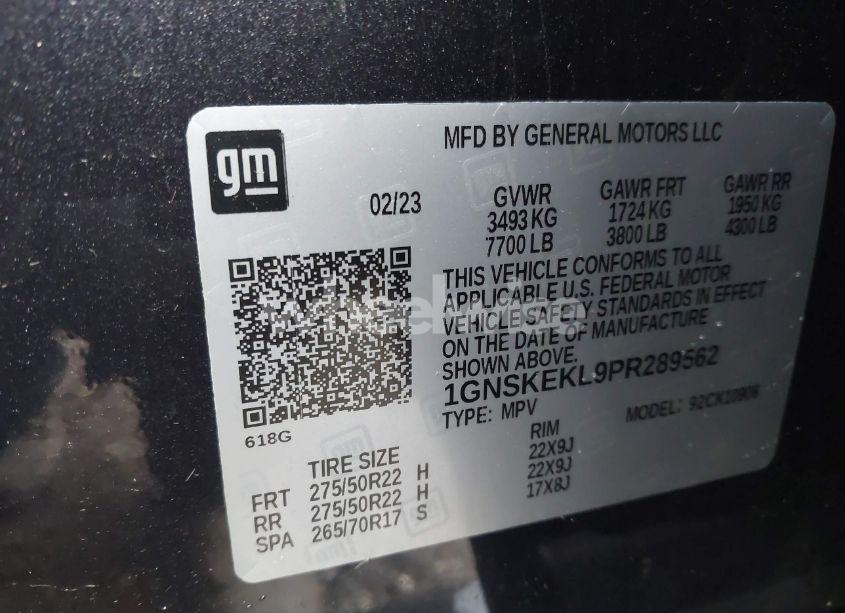 gm
MFD BY GENERAL MOTORS LLC
02/23
GVWR GAWR FRT GAWR RR
3493 KG 1724 KG 1950 KG
7700 LB 3800 LB 4300 LB
THIS VEHICLE CONFORMS TO ALL
APPLICABLE U.S. FEDERAL MOTOR
VEHICLE SAFETY STANDARDS IN EFFECT
ON THE DATE OF MANUFACTURE
SHOWN ABOVE.
1GNSKEKL9PR289562
TYPE: MPV MODEL: 92CK10906
618G
TIRE SIZE RIM
FRT 275/50R22 H 22X9J
RR 275/50R22 H 22X9J
SPA 265/70R17 S 17X8J